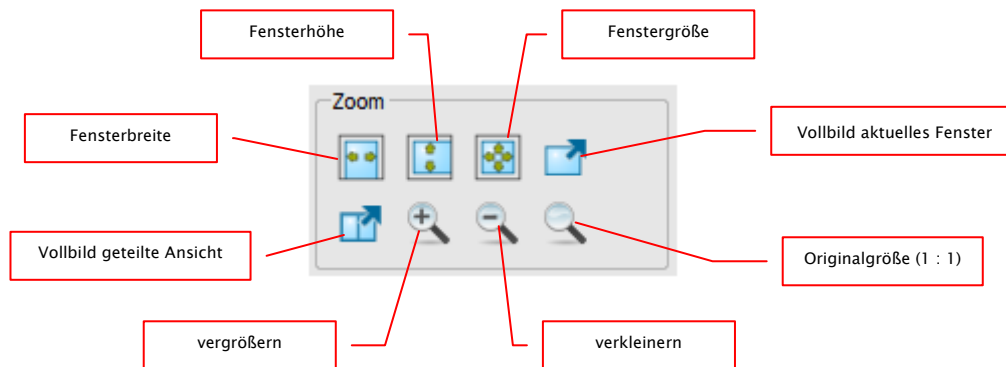 Fensterhöhe
Fenstergröße
Zoom
Fensterbreite
Vollbild aktuelles Fenster
Vollbild geteilte Ansicht
Originalgröße (1 : 1)
vergrößern
verkleinern